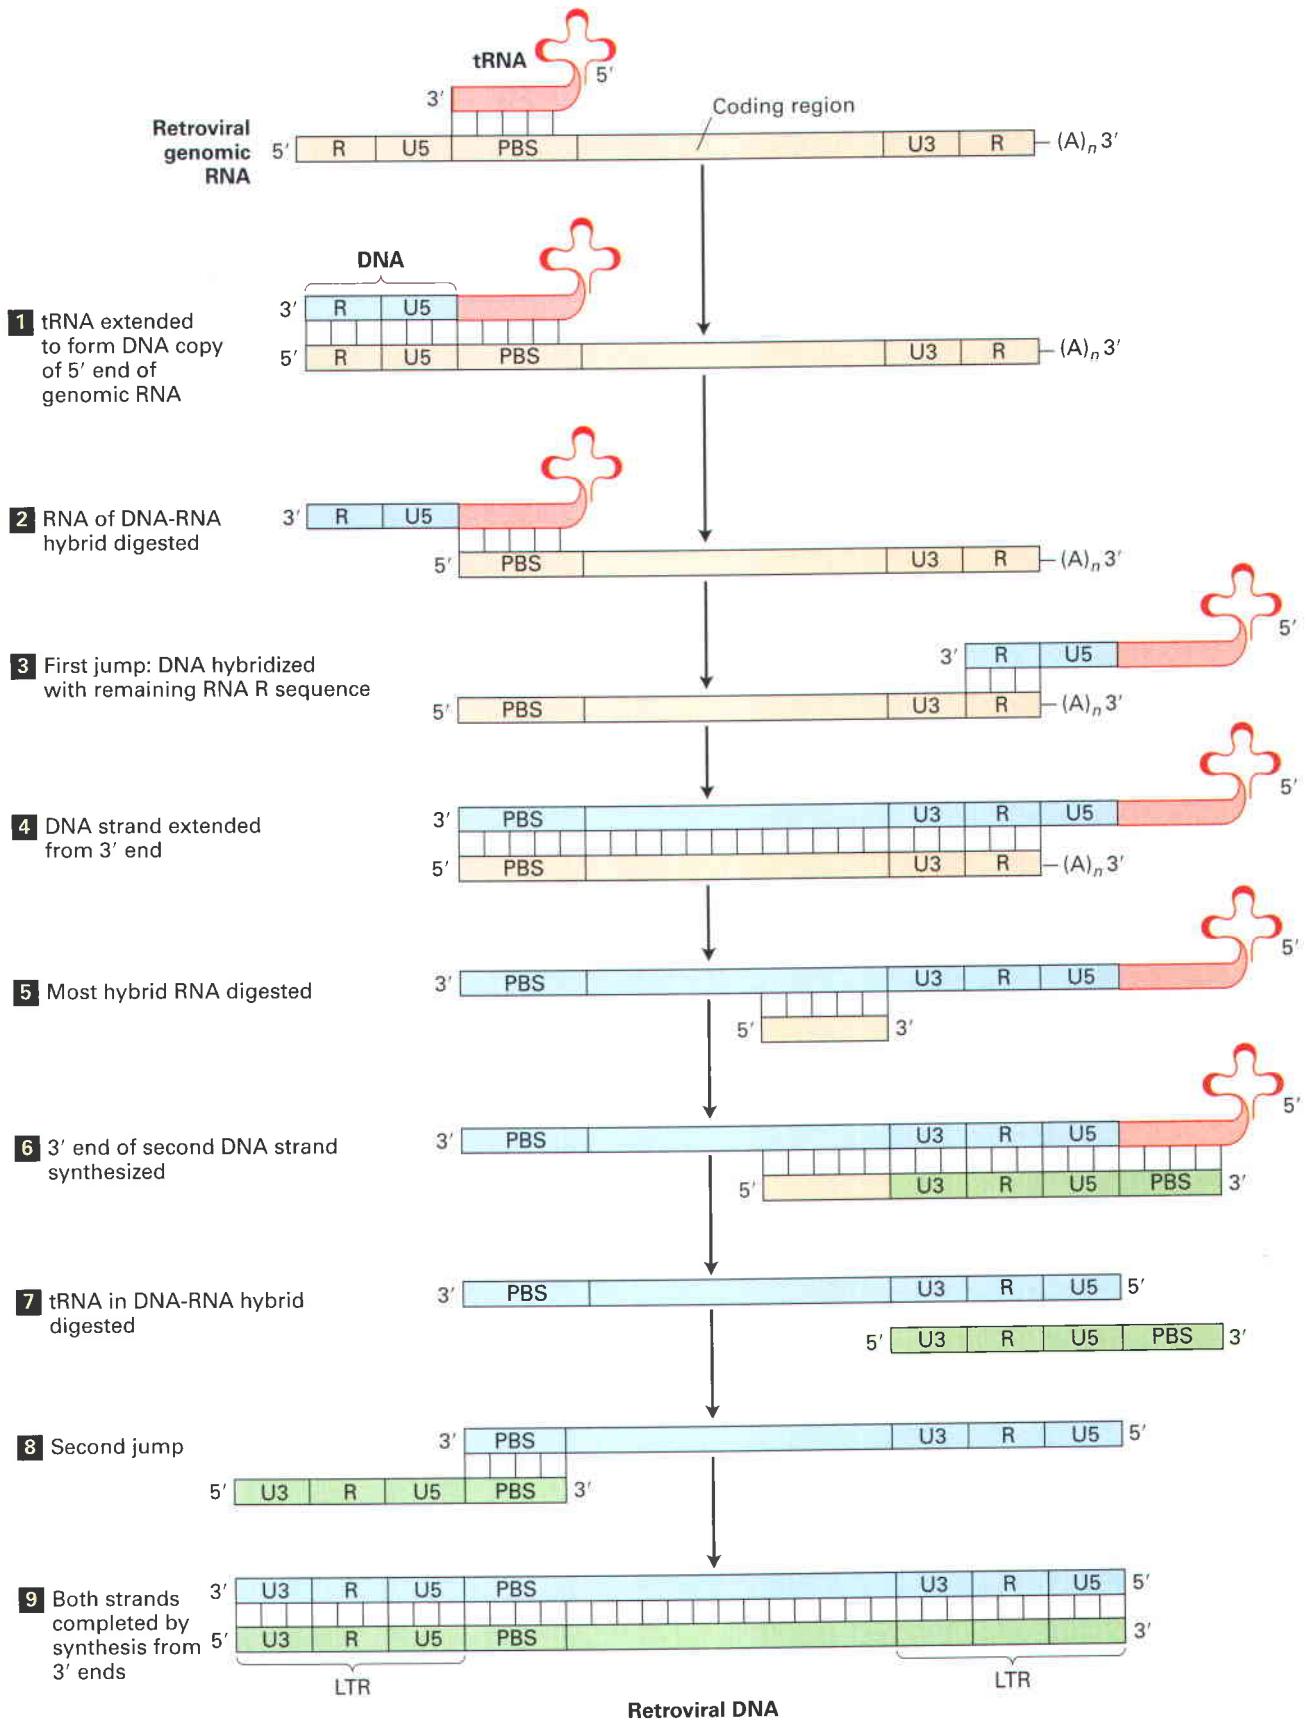 tRNA
5′
3′
Coding region
Retroviral
genomic
RNA
5′ R U5 PBS U3 R (A)n 3′
DNA
3′ R U5
5′ R U5 PBS U3 R (A)n 3′
1 tRNA extended
to form DNA copy
of 5′ end of
genomic RNA
3′ R U5
5′ PBS U3 R (A)n 3′
2 RNA of DNA-RNA
hybrid digested
5′
3′ R U5
5′ PBS U3 R (A)n 3′
3 First jump: DNA hybridized
with remaining RNA R sequence
5′
3′ PBS U3 R U5
5′ PBS U3 R (A)n 3′
4 DNA strand extended
from 3′ end
5′
3′ PBS U3 R U5
5′ 3′
5 Most hybrid RNA digested
5′
3′ PBS U3 R U5
5′ U3 R U5 PBS 3′
6 3′ end of second DNA strand
synthesized
3′ PBS U3 R U5 5′
5′ U3 R U5 PBS 3′
7 tRNA in DNA-RNA hybrid
digested
3′ PBS U3 R U5 5′
5′ U3 R U5 PBS 3′
8 Second jump
3′ U3 R U5 PBS U3 R U5 5′
5′ U3 R U5 PBS 3′
9 Both strands
completed by
synthesis from
3′ ends
LTR
LTR
Retroviral DNA